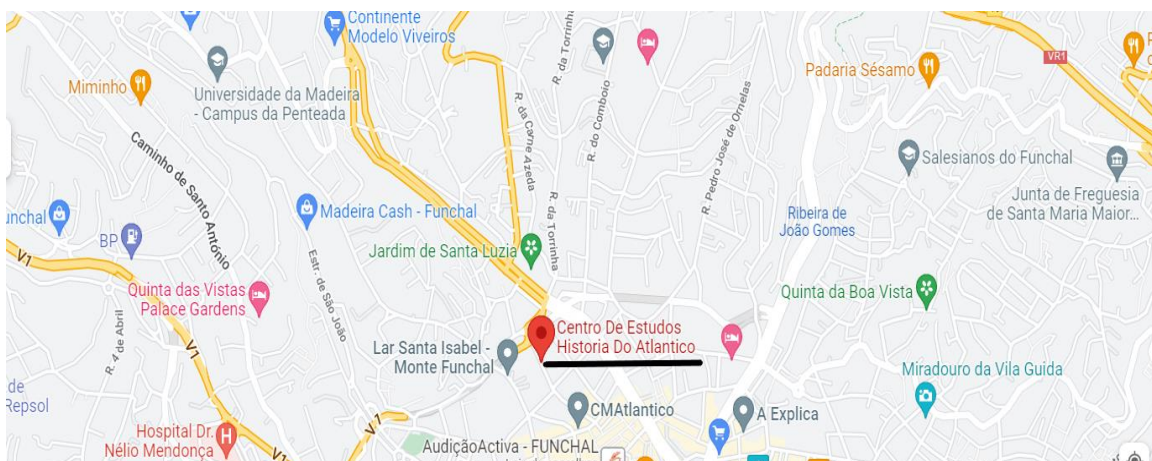 Continente
Modelo Viveiros
R. da Torrinha
VR1
Miminho
Padaria Sésamo
Universidade da Madeira
- Campus da Penteada
R. da Carne Azeda
R. do Comboio
R. Pedro José de Ornelas
Caminho de Santo António
Salesianos do Funchal
Junta de Freguesia
de Santa Maria Maior...
Madeira Cash - Funchal
R. da Torrinha
Ribeira de
João Gomes
unchal
BP
V1
Jardim de Santa Luzia
Estr. de São João
Quinta das Vistas
Palace Gardens
Quinta da Boa Vista
R. 4 de Abril
V1
Centro De Estudos
Historia Do Atlantico
Lar Santa Isabel -
Monte Funchal
Miradouro da Vila Guida
de
Repsol
CMAtlantico
A Explica
V1
Hospital Dr.
Nélio Mendonça
H
AudiçãoActiva - FUNCHAL
V1